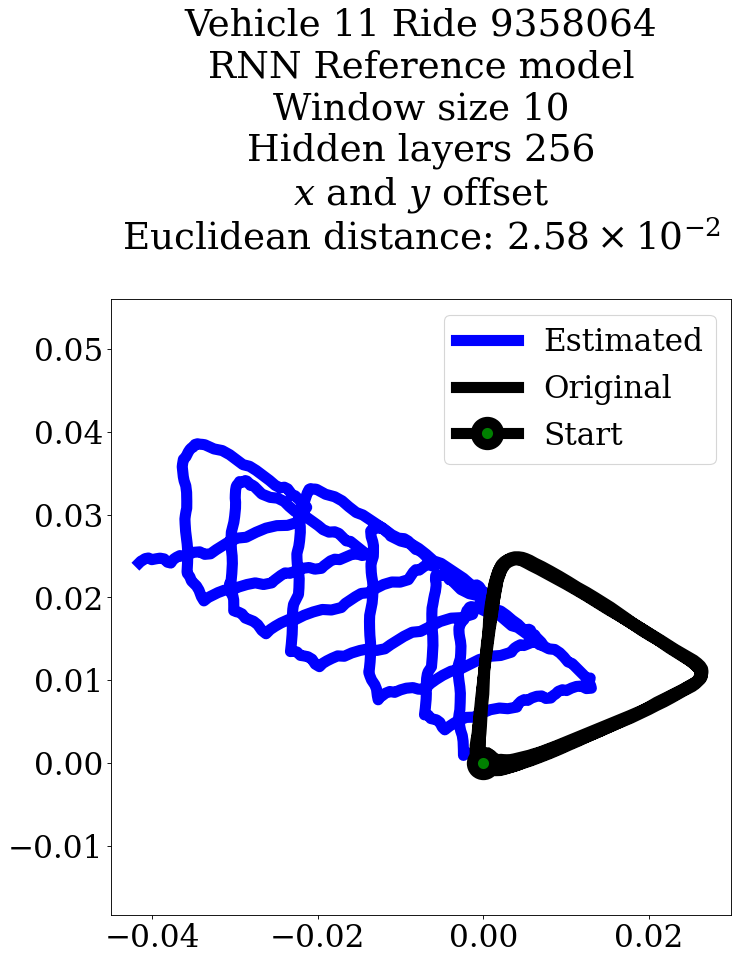 Vehicle 11 Ride 9358064
RNN Reference model
Window size 10
Hidden layers 256
x and y offset
Euclidean distance: 2.58 × 10⁻²
Estimated
Original
Start
0.05
0.04
0.03
0.02
0.01
0.00
−0.01
−0.04 −0.02 0.00 0.02